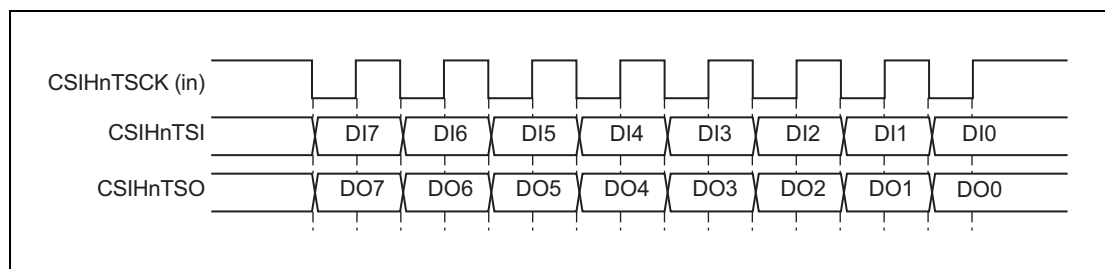 CSIHnTSCK (in)
CSIHnTSI DI7 DI6 DI5 DI4 DI3 DI2 DI1 DI0
CSIHnTSO DO7 DO6 DO5 DO4 DO3 DO2 DO1 DO0